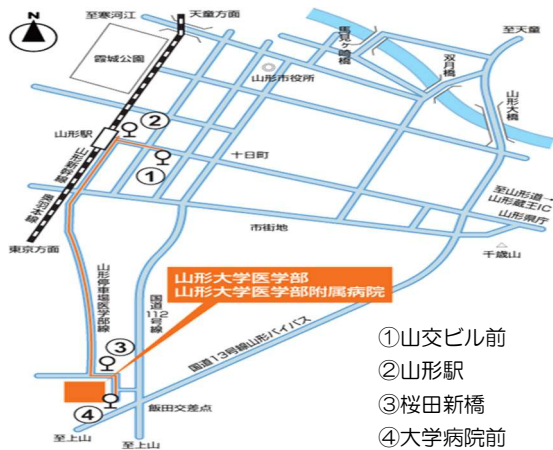 至寒河江
天童方面
霞城公園
山形市役所
馬見ヶ崎橋
双月橋
至天童
山形大橋
②
山形駅
①
十日町
山形新幹線
奥羽本線
東京方面
至山形道→
山形蔵王IC
山形県庁
市街地
千歳山
山形大学医学部
山形大学医学部附属病院
山形停車場医学部線
国道112号線
国道13号線山形バイパス
③
④
飯田交差点
至上山
至上山
①山交ビル前
②山形駅
③桜田新橋
④大学病院前